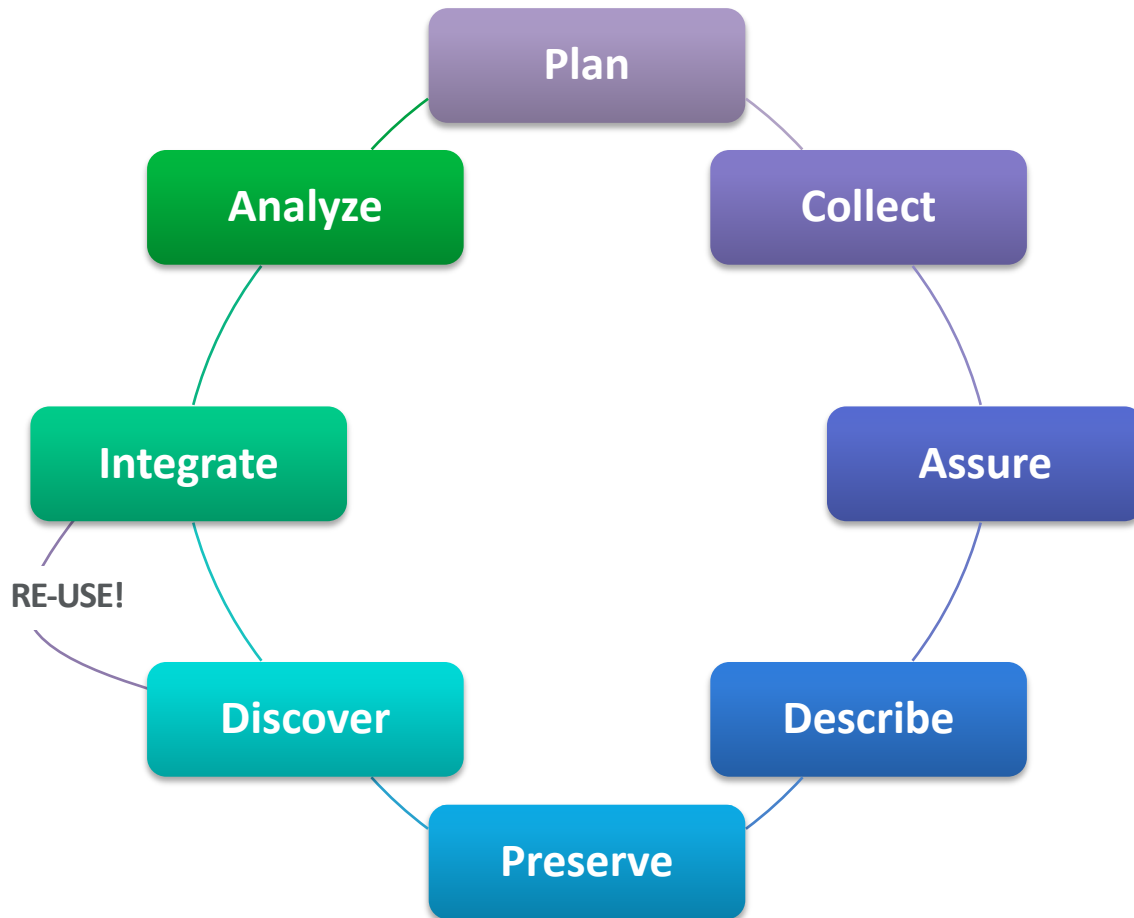 Plan
Collect
Assure
Describe
Preserve
Discover
RE-USE!
Integrate
Analyze